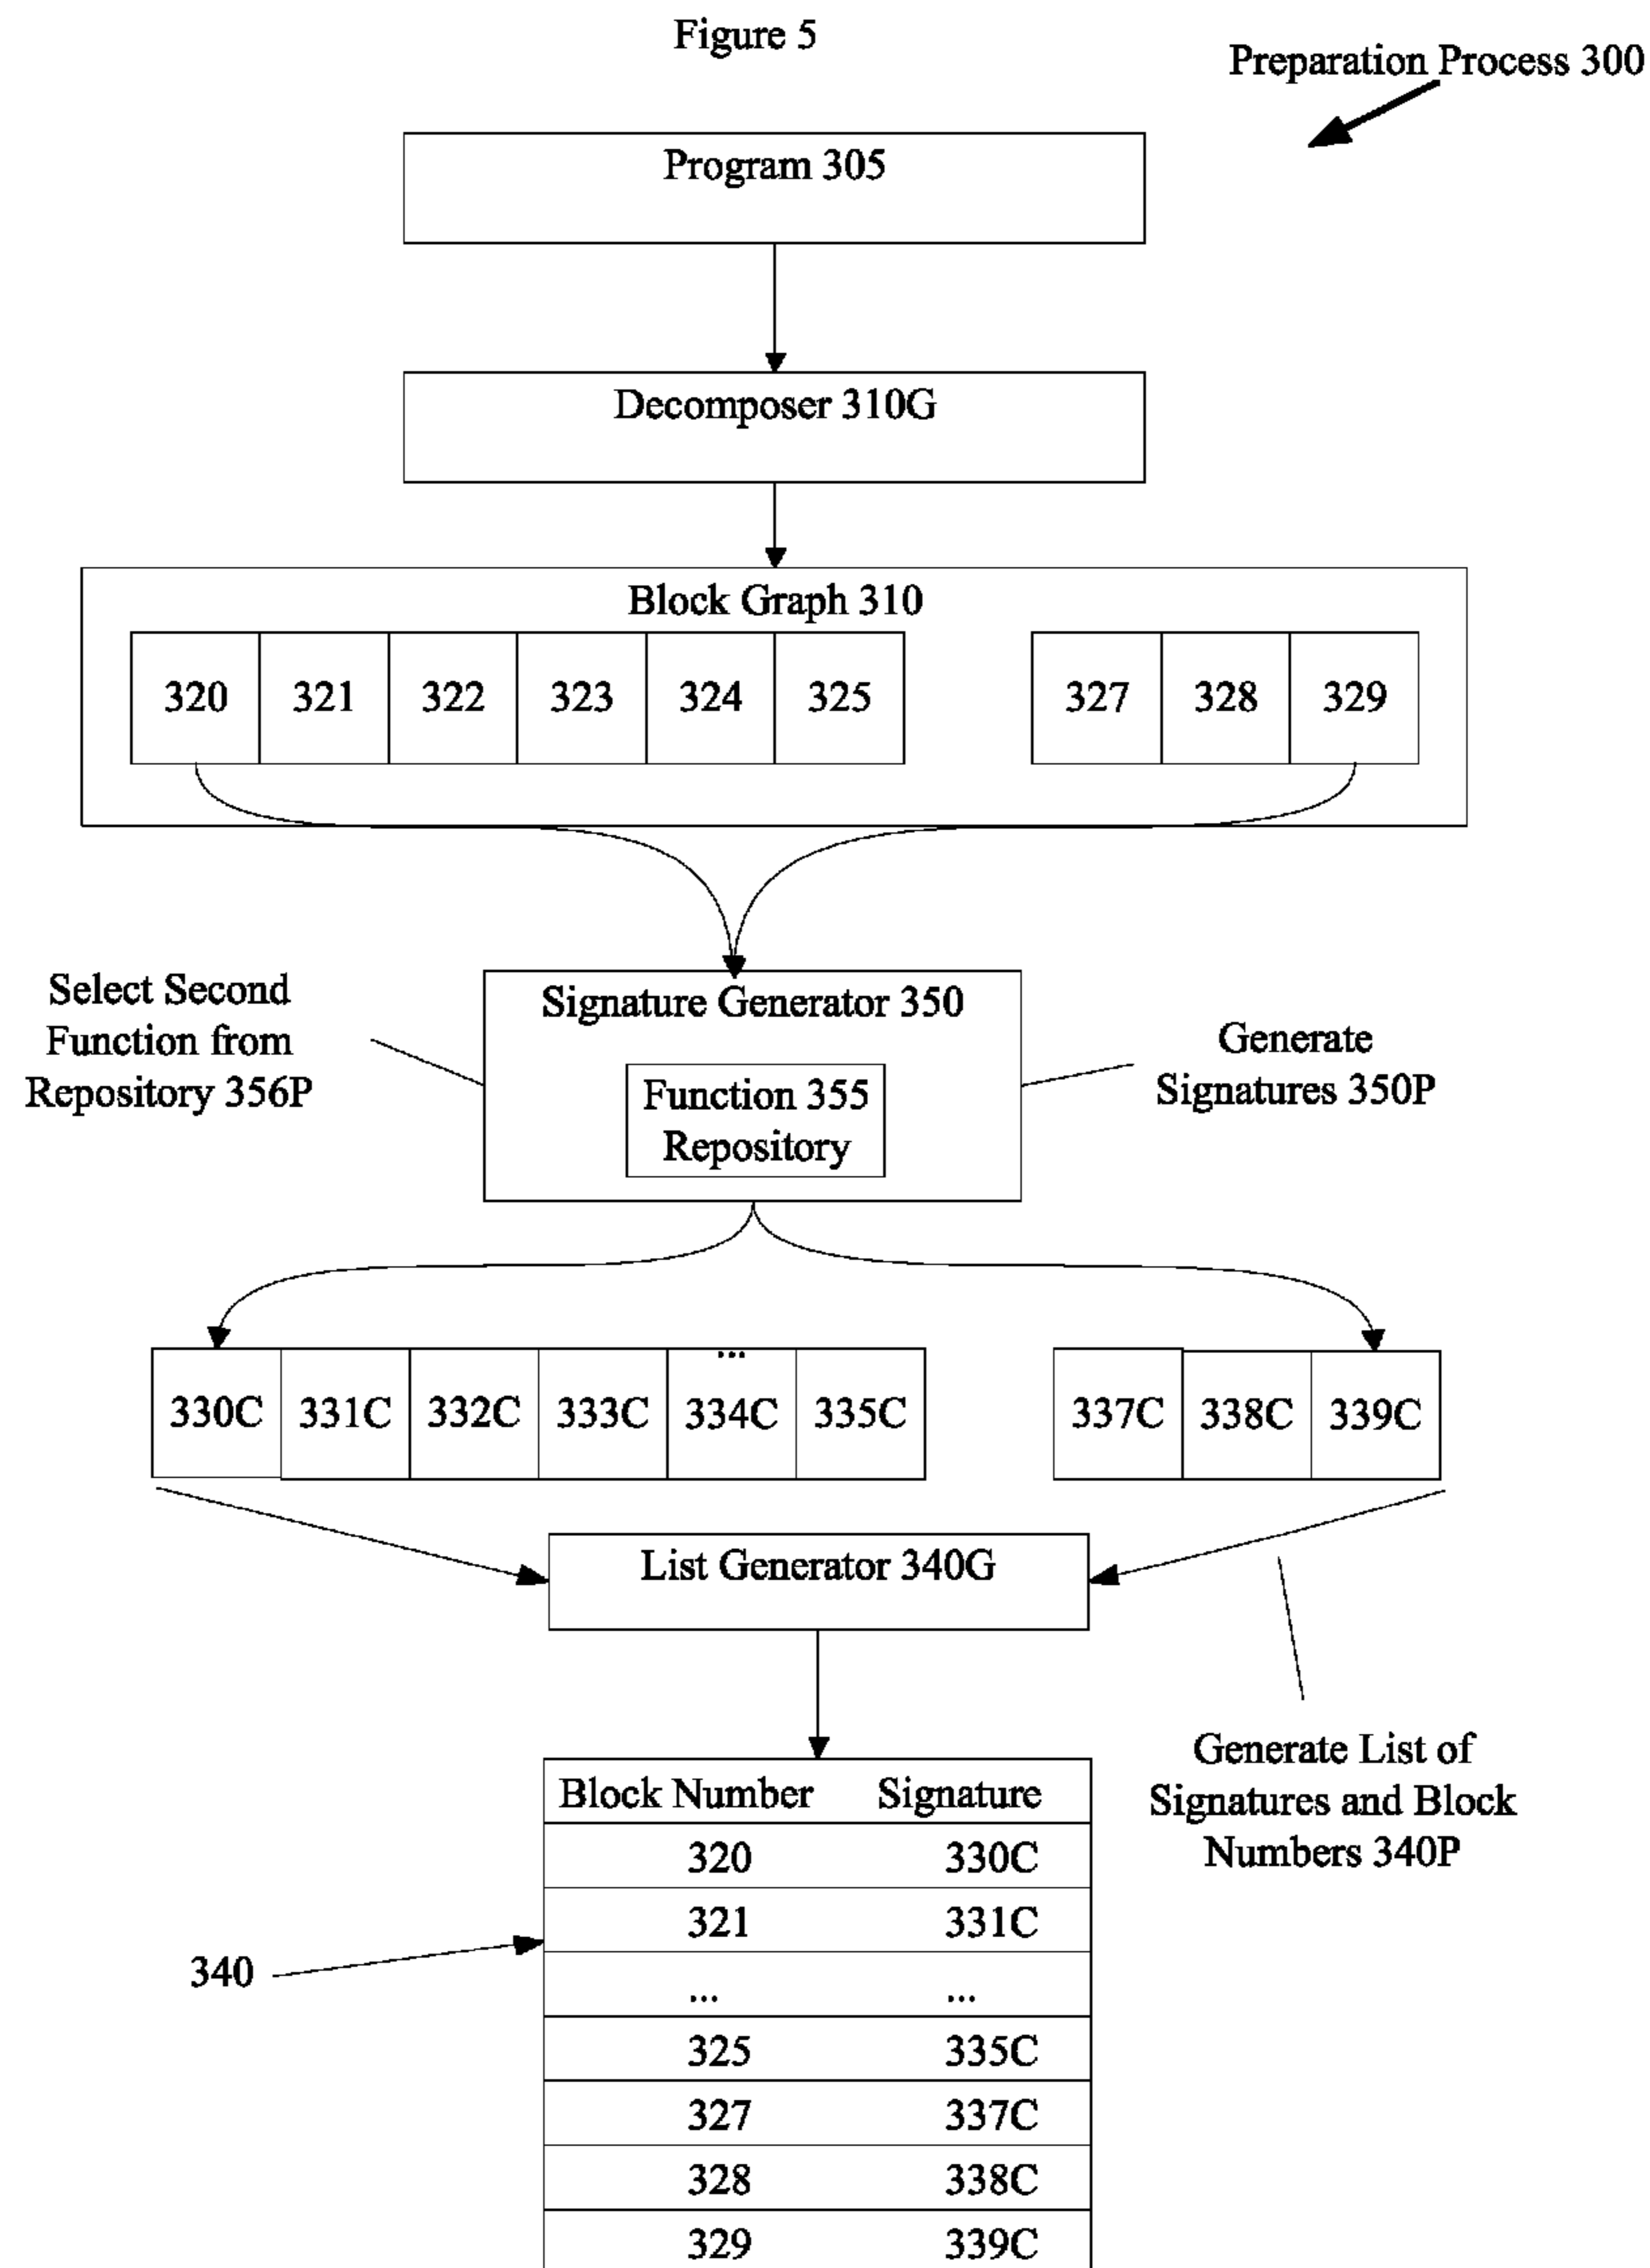 Figure 5
Preparation Process 300
Program 305
Decomposer 310G
Block Graph 310
320 321 322 323 324 325 327 328 329
Select Second
Function from
Repository 356P
Signature Generator 350
Function 355
Repository
Generate
Signatures 350P
...
330C 331C 332C 333C 334C 335C 337C 338C 339C
List Generator 340G
Generate List of
Signatures and Block
Numbers 340P
340
Block Number Signature
320 330C
321 331C
... ...
325 335C
327 337C
328 338C
329 339C